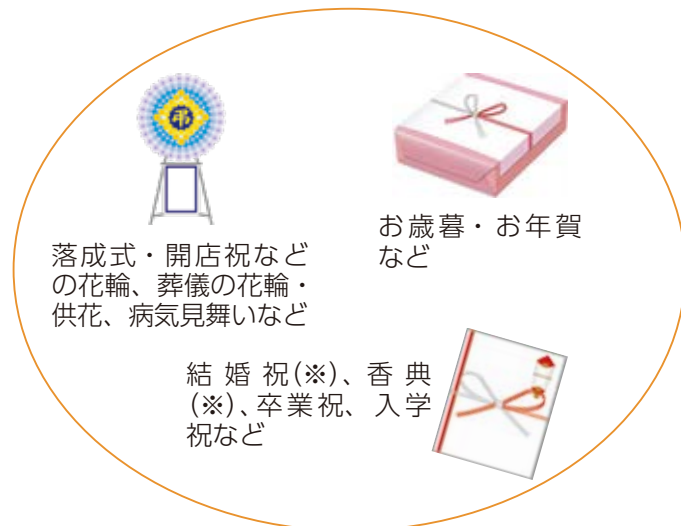 弔
落成式・開店祝など
の花輪、葬儀の花輪・
供花、病気見舞いなど
お歳暮・お年賀
など
結婚祝(※)、香典
(※)、卒業祝、入学
祝など